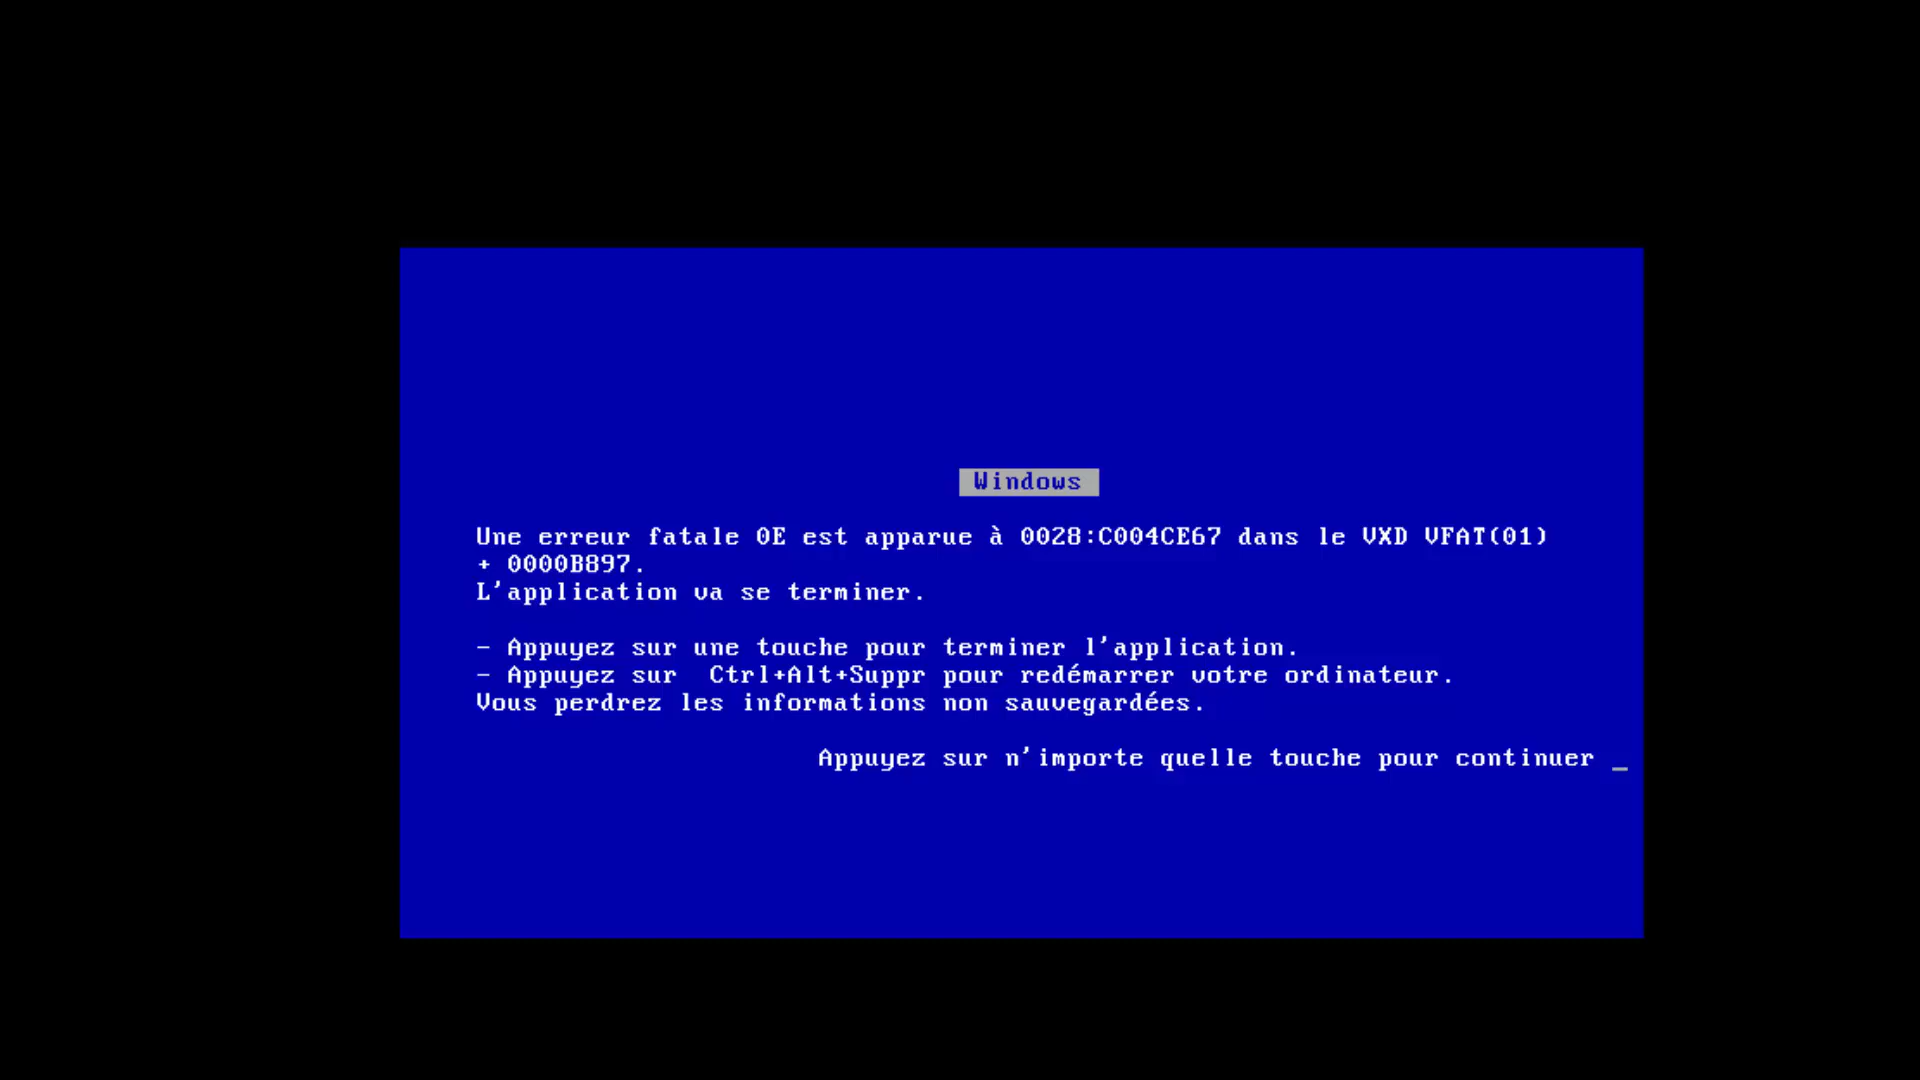 Windows
Une erreur fatale 0E est apparue à 0028:C004CE67 dans le VXD VFAT(01)
+ 0000B897.
L'application va se terminer.
- Appuyez sur une touche pour terminer l'application.
- Appuyez sur  Ctrl+Alt+Suppr pour redémarrer votre ordinateur.
Vous perdrez les informations non sauvegardées.
Appuyez sur n'importe quelle touche pour continuer _